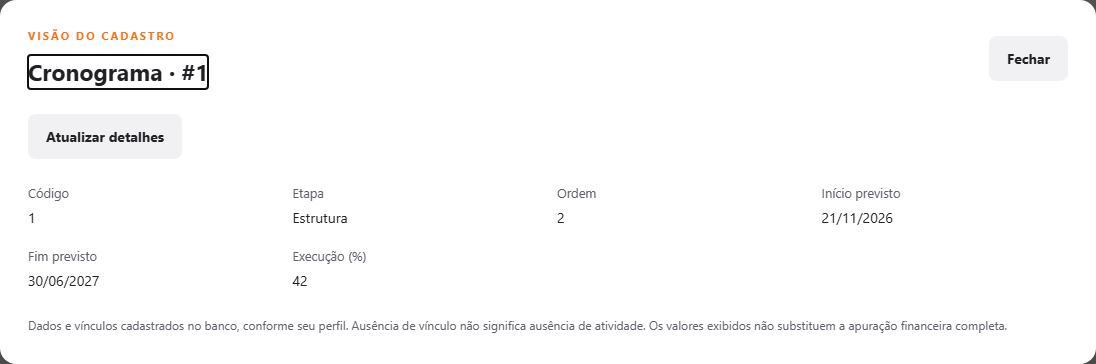 VISÃO DO CADASTRO
Cronograma · #1
Fechar
Atualizar detalhes
Código Etapa Ordem Início previsto
1 Estrutura 2 21/11/2026
Fim previsto Execução (%)
30/06/2027 42
Dados e vínculos cadastrados no banco, conforme seu perfil. Ausência de vínculo não significa ausência de atividade. Os valores exibidos não substituem a apuração financeira completa.